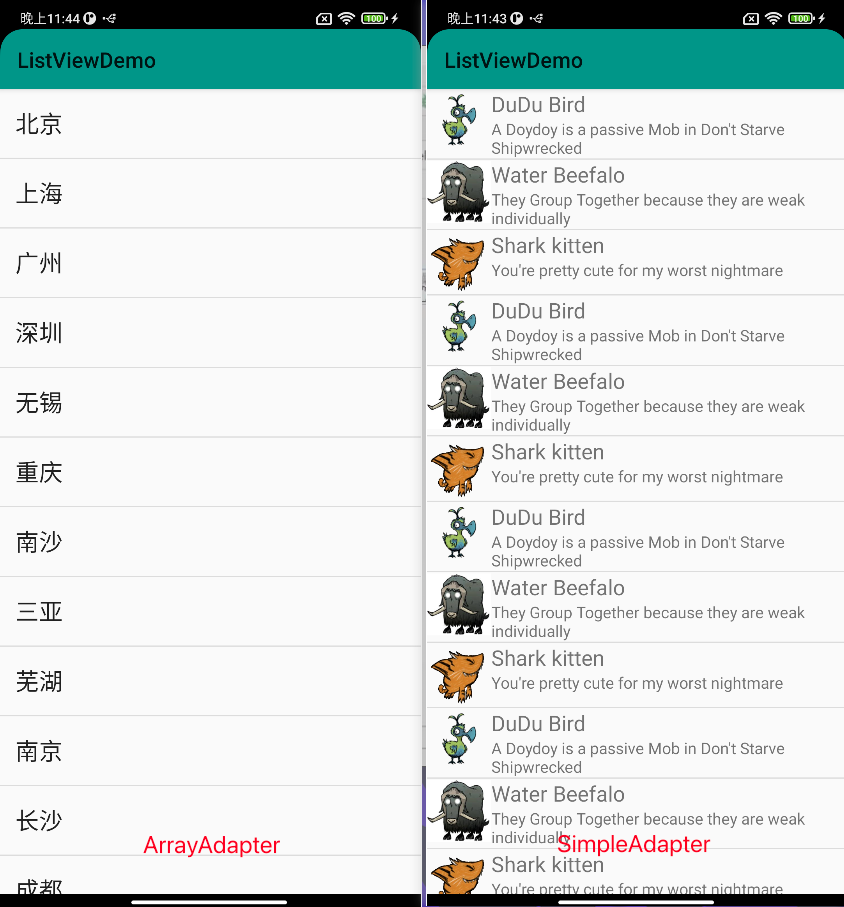 晚上11:44
100
ListViewDemo
北京
上海
广州
深圳
无锡
重庆
南沙
三亚
芜湖
南京
长沙
ArrayAdapter
成都
晚上11:43
100
ListViewDemo
DuDu Bird
A Doydoy is a passive Mob in Don't Starve
Shipwrecked
Water Beefalo
They Group Together because they are weak
individually
Shark kitten
You're pretty cute for my worst nightmare
DuDu Bird
A Doydoy is a passive Mob in Don't Starve
Shipwrecked
Water Beefalo
They Group Together because they are weak
individually
Shark kitten
You're pretty cute for my worst nightmare
DuDu Bird
A Doydoy is a passive Mob in Don't Starve
Shipwrecked
Water Beefalo
They Group Together because they are weak
individually
Shark kitten
You're pretty cute for my worst nightmare
DuDu Bird
A Doydoy is a passive Mob in Don't Starve
Shipwrecked
Water Beefalo
They Group Together because they are weak
individually
SimpleAdapter
Shark kitten
You're pretty cute for my worst nightmare